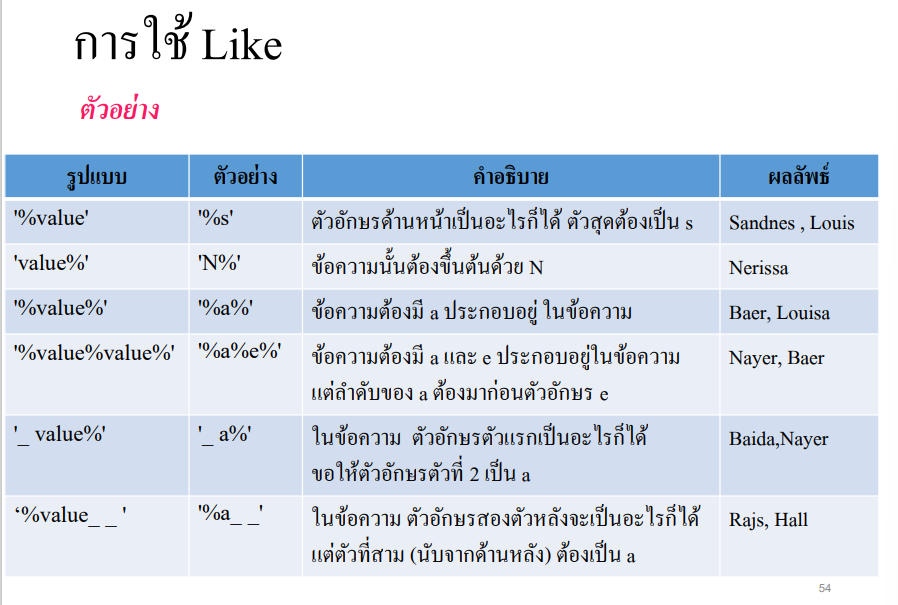 การใช้ Like
ตัวอย่าง
รูปแบบ ตัวอย่าง คำอธิบาย ผลลัพธ์
'%value' '%s' ตัวอักษรด้านหน้าเป็นอะไรก็ได้ ตัวสุดต้องเป็น s Sandnes , Louis
'value%' 'N%' ข้อความนั้นต้องขึ้นต้นด้วย N Nerissa
'%value%' '%a%' ข้อความต้องมี a ประกอบอยู่ ในข้อความ Baer, Louisa
'%value%value%' '%a%e%' ข้อความต้องมี a และ e ประกอบอยู่ในข้อความ Nayer, Baer
แต่ลำดับของ a ต้องมาก่อนตัวอักษร e
'_ value%' '_ a%' ในข้อความ ตัวอักษรตัวแรกเป็นอะไรก็ได้ Baida,Nayer
ขอให้ตัวอักษรตัวที่ 2 เป็น a
‘%value_ _ ' '%a_ _' ในข้อความ ตัวอักษรสองตัวหลังจะเป็นอะไรก็ได้ Rajs, Hall
แต่ตัวที่สาม (นับจากด้านหลัง) ต้องเป็น a
54